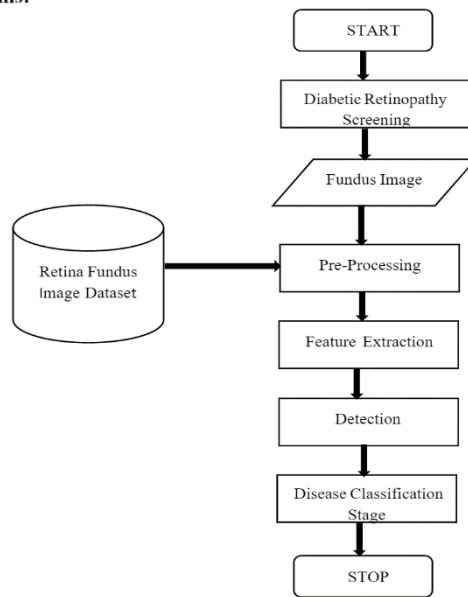 START
Diabetic Retinopathy
Screening
Fundus Image
Retina Fundus
Image Dataset
Pre-Processing
Feature Extraction
Detection
Disease Classification
Stage
STOP